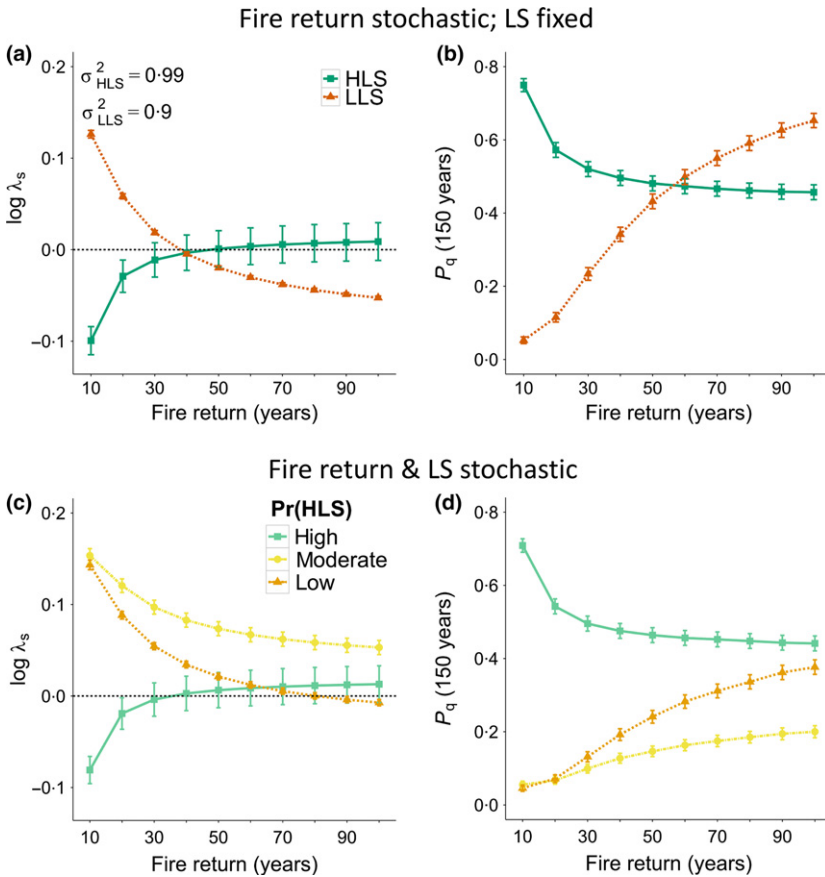 Fire return stochastic; LS fixed
(a)
0·2
0·1
0·0
−0·1
log λs
σ²HLS = 0·99
σ²LLS = 0·9
HLS
LLS
10 30 50 70 90
Fire return (years)
(b)
0·8
0·6
0·4
0·2
0·0
Pq (150 years)
10 30 50 70 90
Fire return (years)
Fire return & LS stochastic
(c)
0·2
0·1
0·0
−0·1
log λs
Pr(HLS)
High
Moderate
Low
10 30 50 70 90
Fire return (years)
(d)
0·8
0·6
0·4
0·2
0·0
Pq (150 years)
10 30 50 70 90
Fire return (years)